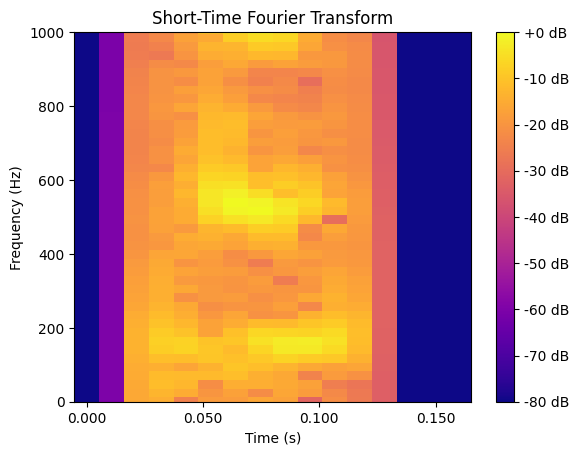 Short-Time Fourier Transform
1000
800
600
400
200
0
Frequency (Hz)
0.000
0.050
0.100
0.150
Time (s)
+0 dB
-10 dB
-20 dB
-30 dB
-40 dB
-50 dB
-60 dB
-70 dB
-80 dB